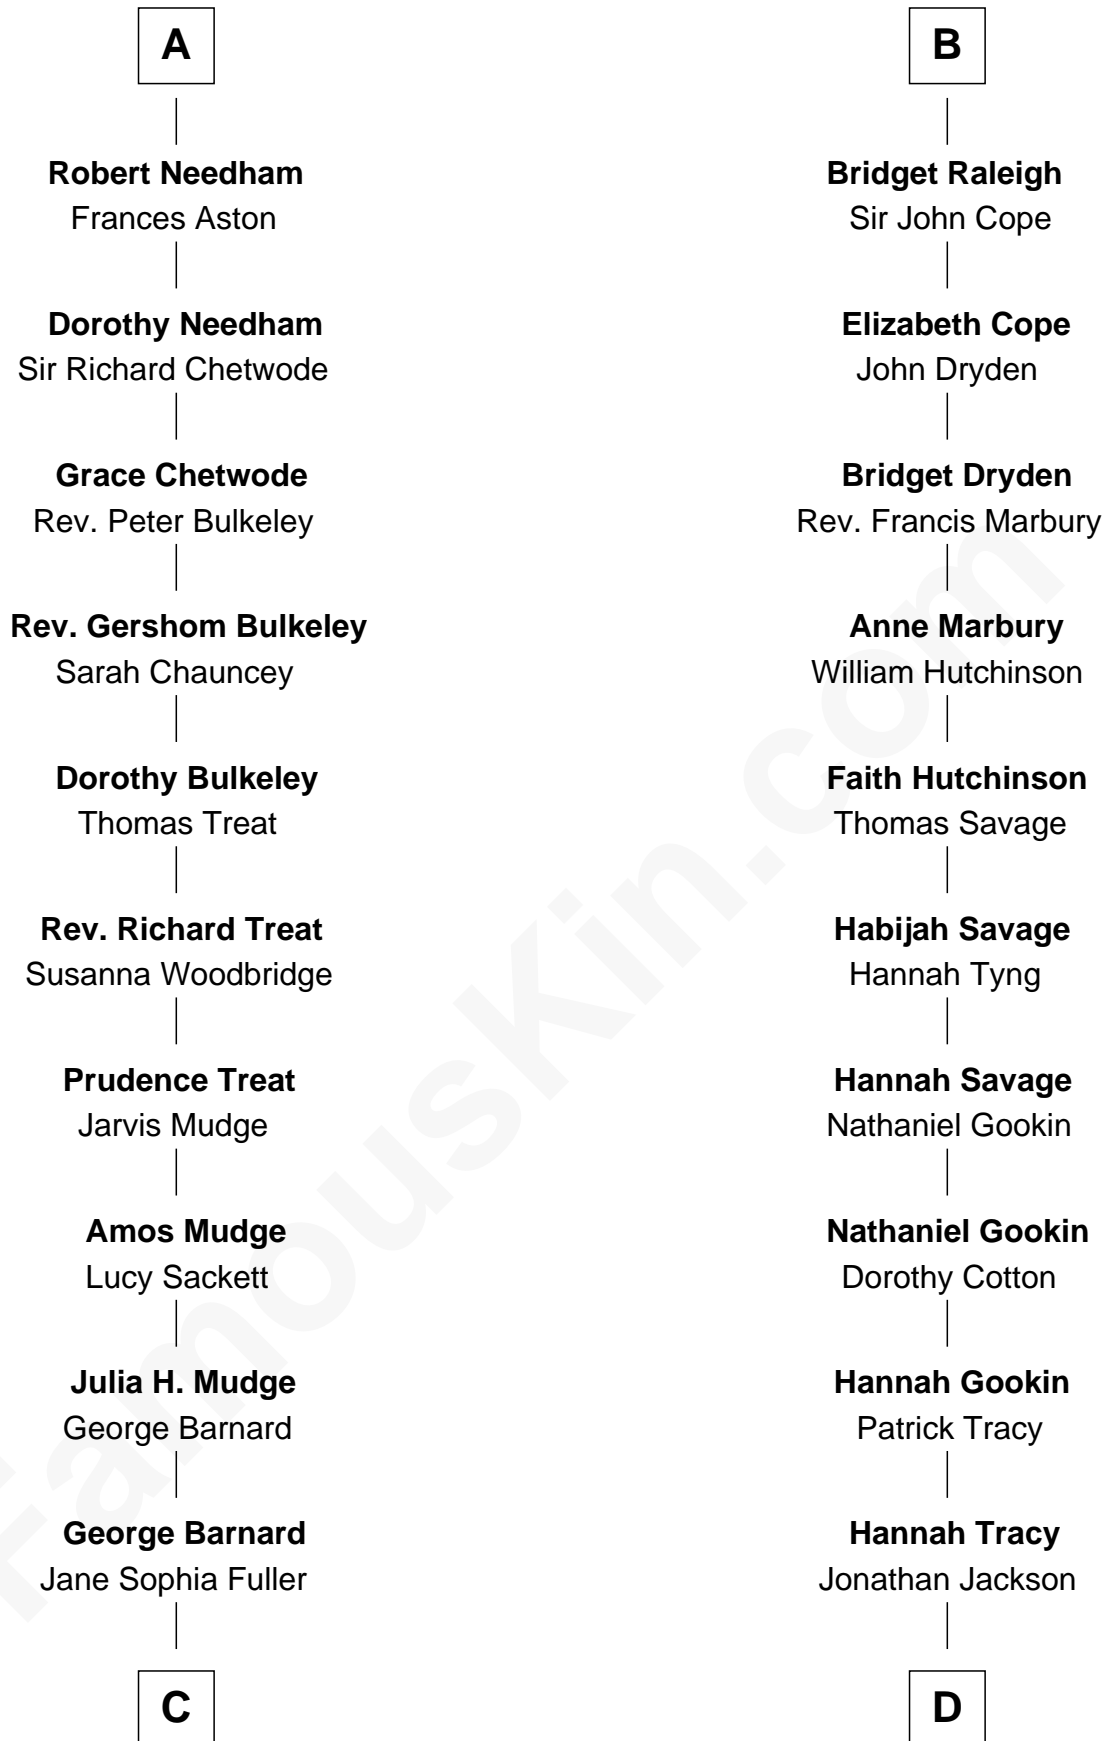 A
Robert Needham
Frances Aston
Dorothy Needham
Sir Richard Chetwode
Grace Chetwode
Rev. Peter Bulkeley
Rev. Gershom Bulkeley
Sarah Chauncey
Dorothy Bulkeley
Thomas Treat
Rev. Richard Treat
Susanna Woodbridge
Prudence Treat
Jarvis Mudge
Amos Mudge
Lucy Sackett
Julia H. Mudge
George Barnard
George Barnard
Jane Sophia Fuller
C
B
Bridget Raleigh
Sir John Cope
Elizabeth Cope
John Dryden
Bridget Dryden
Rev. Francis Marbury
Anne Marbury
William Hutchinson
Faith Hutchinson
Thomas Savage
Habijah Savage
Hannah Tyng
Hannah Savage
Nathaniel Gookin
Nathaniel Gookin
Dorothy Cotton
Hannah Gookin
Patrick Tracy
Hannah Tracy
Jonathan Jackson
D
FamousKin.com